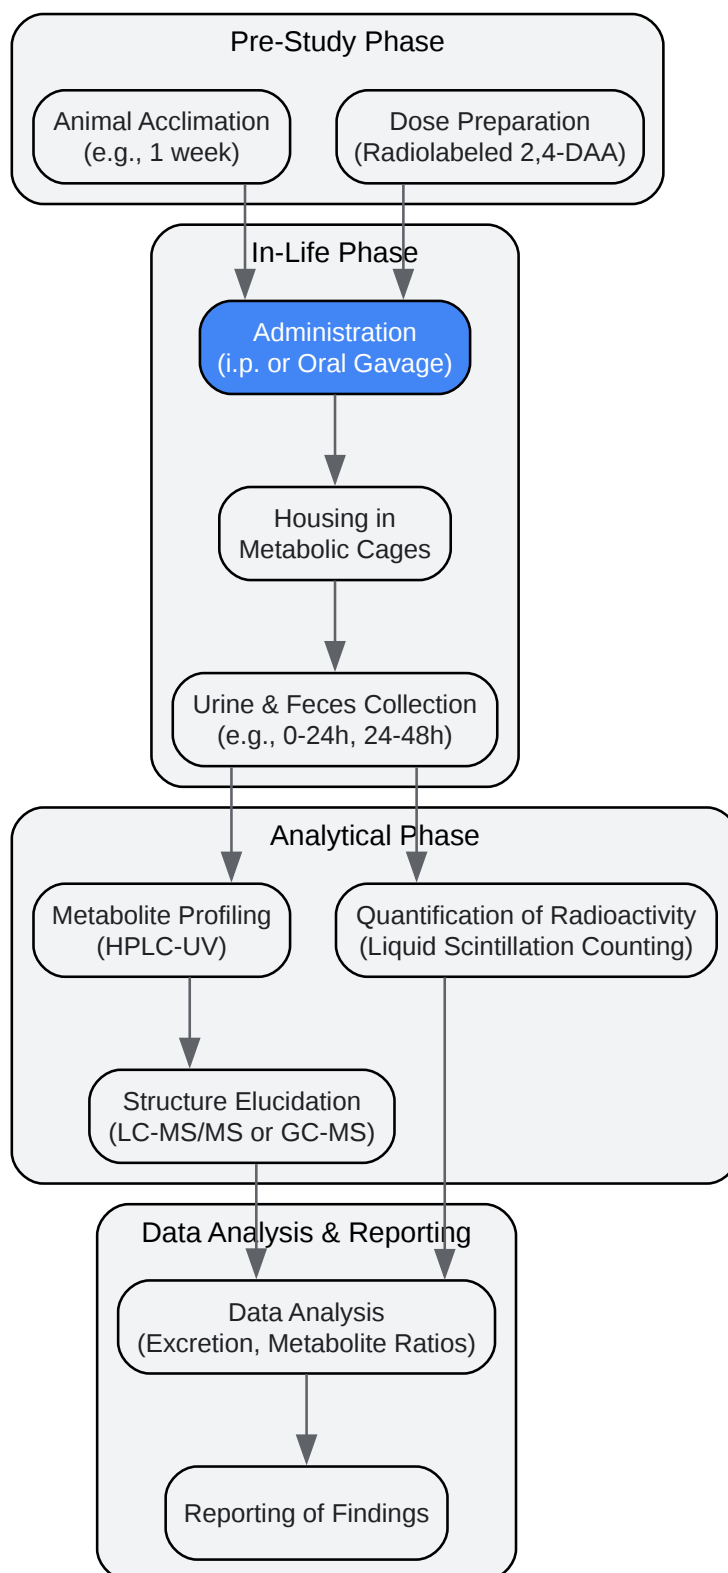 Pre-Study Phase
Animal Acclimation
(e.g., 1 week)
Dose Preparation
(Radiolabeled 2,4-DAA)
In-Life Phase
Administration
(i.p. or Oral Gavage)
Housing in
Metabolic Cages
Urine & Feces Collection
(e.g., 0-24h, 24-48h)
Analytical Phase
Metabolite Profiling
(HPLC-UV)
Quantification of Radioactivity
(Liquid Scintillation Counting)
Structure Elucidation
(LC-MS/MS or GC-MS)
Data Analysis & Reporting
Data Analysis
(Excretion, Metabolite Ratios)
Reporting of Findings